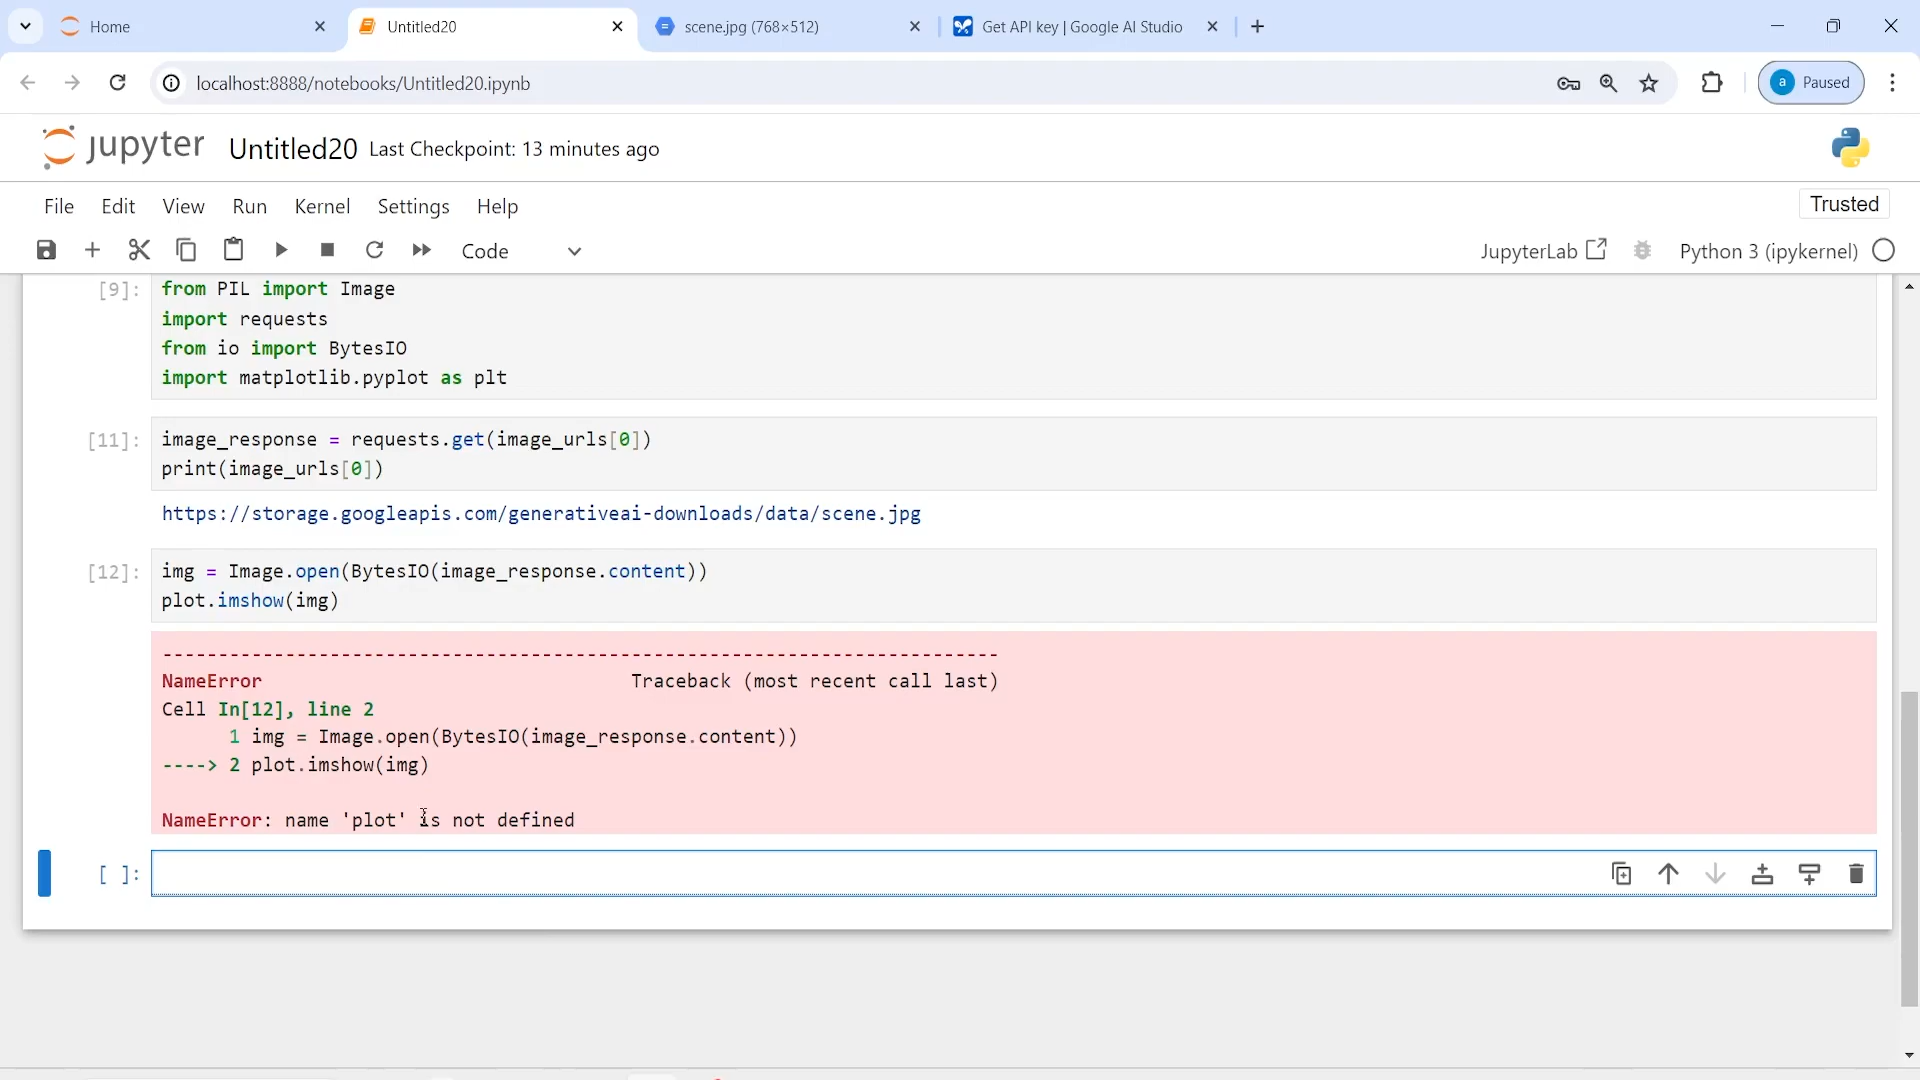 Home
Untitled20
scene.jpg (768×512)
Get API key | Google AI Studio
localhost:8888/notebooks/Untitled20.ipynb
a
Paused
jupyter
Untitled20
Last Checkpoint: 13 minutes ago
File Edit View Run Kernel Settings Help
Trusted
Code
JupyterLab
Python 3 (ipykernel)
[9]:
from PIL import Image
import requests
from io import BytesIO
import matplotlib.pyplot as plt
[11]:
image_response = requests.get(image_urls[0])
print(image_urls[0])
https://storage.googleapis.com/generativeai-downloads/data/scene.jpg
[12]:
img = Image.open(BytesIO(image_response.content))
plot.imshow(img)
---------------------------------------------------------------------------
NameError Traceback (most recent call last)
Cell In[12], line 2
1 img = Image.open(BytesIO(image_response.content))
----> 2 plot.imshow(img)
NameError: name 'plot' is not defined
[ ]: